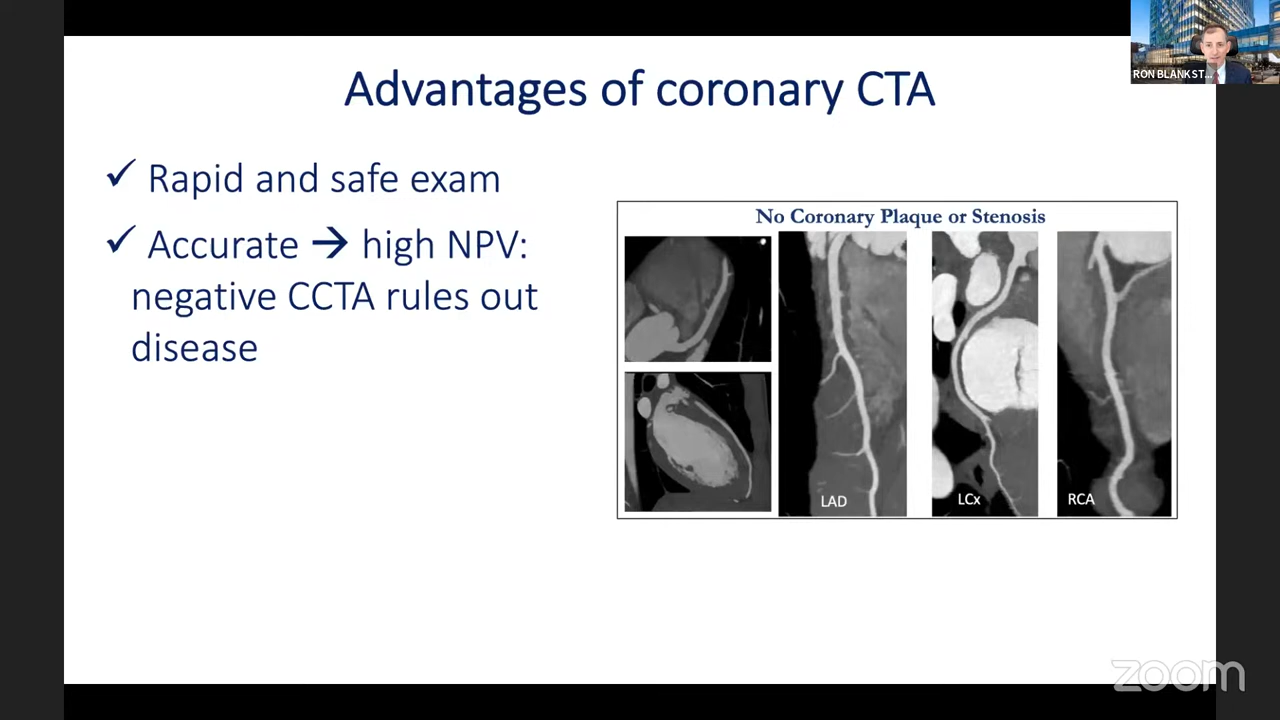 RON BLANKST...
Advantages of coronary CTA
✓ Rapid and safe exam
✓ Accurate → high NPV:
negative CCTA rules out
disease
No Coronary Plaque or Stenosis
LAD
LCx
RCA
zoom